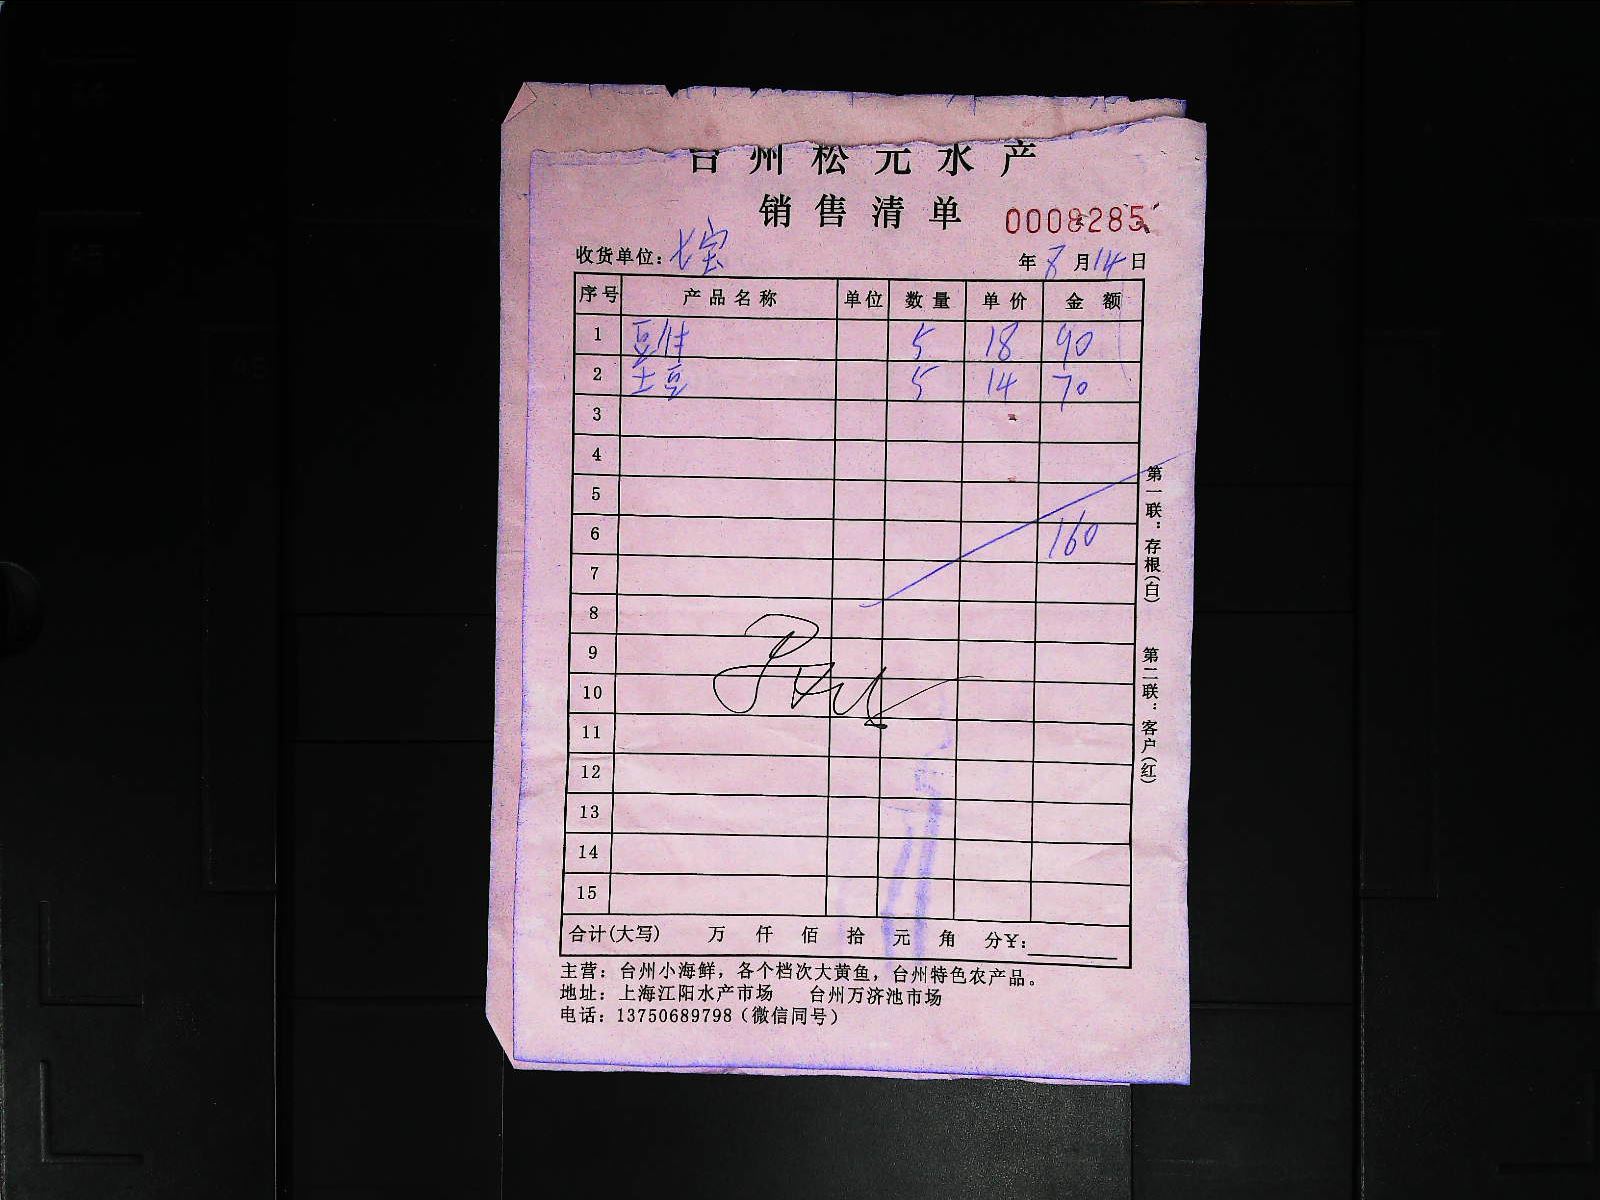 台州松元水产
销售清单 0008285
收货单位：七宝 年8月14日
序号 产品名称 单位 数量 单价 金额
1 豆付 5 18 90
2 土豆 5 14 70
3
4
5
6 160
7
8
9
10
11
12
13
14
15
合计(大写) 万 仟 佰 拾 元 角 分¥：
主营：台州小海鲜，各个档次大黄鱼，台州特色农产品。
地址：上海江阳水产市场 台州万济池市场
电话：13750689798（微信同号）
第一联：存根(白) 第二联：客户(红)